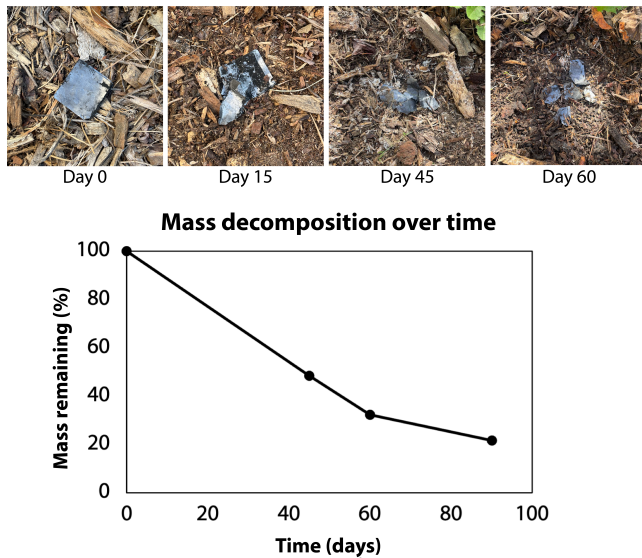 Day 0
Day 15
Day 45
Day 60
Mass decomposition over time
Mass remaining (%)
100
80
60
40
20
0
0 20 40 60 80 100
Time (days)